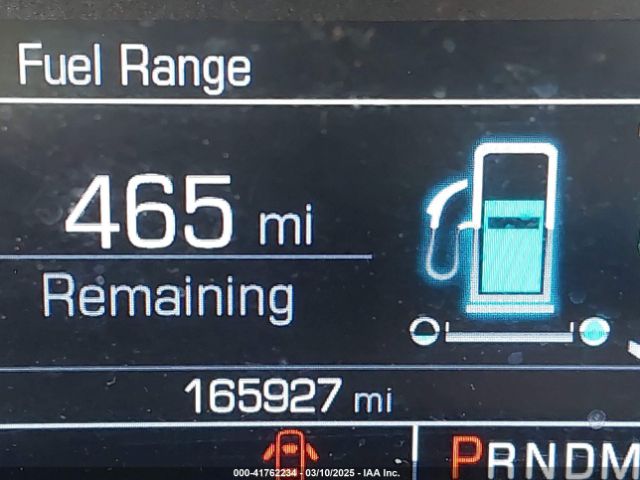 Fuel Range
465 mi
Remaining
165927 mi
PRNDM
000-41762234 - 03/10/2025 - IAA Inc.